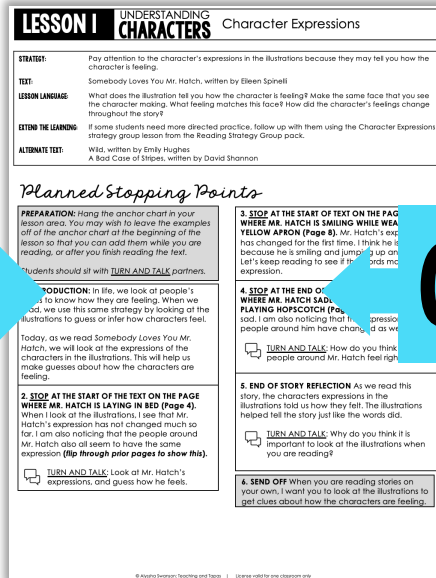 LESSON 1
UNDERSTANDING
CHARACTERS
Character Expressions
STRATEGY:
Pay attention to the character's expressions in the illustrations because they may tell you how the
character is feeling.
TEXT:
Somebody Loves You Mr. Hatch, written by Eileen Spinelli
LESSON LANGUAGE:
What does the illustration tell you how the character is feeling? Make the same face that you see
the character making. What feeling matches this face? How did the character's feelings change
throughout the story?
EXTEND THE LEARNING:
If some students need more directed practice, follow up with them using the Character Expressions
strategy group lesson from the Reading Strategy Group pack.
ALTERNATE TEXT:
Wild, written by Emily Hughes
A Bad Case of Stripes, written by David Shannon
Planned Stopping Points
PREPARATION: Hang the anchor chart in your
lesson area. You may wish to leave the examples
off of the anchor chart at the beginning of the
lesson so that you can add them while you are
reading, or after you finish reading the text.
Students should sit with TURN AND TALK partners.
DUCTION: In life, we look at people's
to know how they are feeling. When we
we use this same strategy by looking at the
illustrations to guess or infer how characters feel.
Today, as we read Somebody Loves You Mr.
Hatch, we will look at the expressions of the
characters in the illustrations. This will help us
make guesses about how the characters are
feeling.
2. STOP AT THE START OF TEXT ON THE PAGE
WHERE MR. HATCH IS LAYING IN BED (Page 4).
When I look at the illustrations, I see that Mr.
Hatch's expression has not changed much so
far. I am also noticing that the people around
Mr. Hatch also all seem to have the same
expression (flip through prior pages to show this).
TURN AND TALK: Look at Mr. Hatch's
expressions, and guess how he feels.
3. STOP AT THE START OF TEXT ON THE PAG
WHERE MR. HATCH IS SMILING WHILE WEA
YELLOW APRON (Page 8). Mr. Hatch's exp
has changed for the first time. I think he is
because he is smiling and jumping up an
Let's keep reading to see if the ords ma
expression.
4. STOP AT THE END OF
WHERE MR. HATCH SADL
PLAYING HOPSCOTCH (Pag
sad. I am also noticing that th xpression
people around him have changed as we
TURN AND TALK: How do you think
people around Mr. Hatch feel righ
5. END OF STORY REFLECTION As we read this
story, the characters expressions in the
illustrations told us how they felt. The illustrations
helped tell the story just like the words did.
TURN AND TALK: Why do you think it is
important to look at the illustrations when
you are reading?
6. SEND OFF When you are reading stories on
your own, I want you to look at the illustrations to
get clues about how the characters are feeling.
© Alyssha Swanson: Teaching and Tapas | License valid for one classroom only